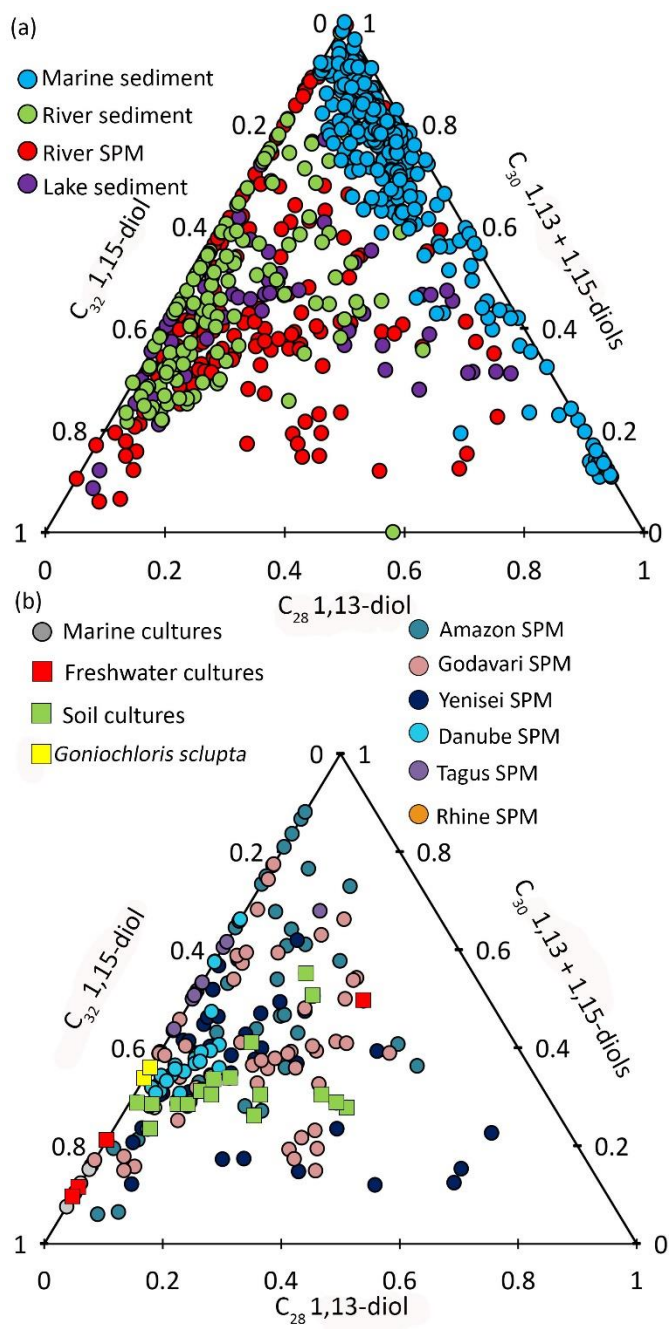 (a)
Marine sediment
River sediment
River SPM
Lake sediment
0 1
0.2 0.8
0.4 0.6
0.6 0.4
0.8 0.2
1 0
0 0.2 0.4 0.6 0.8 1
C32 1,15-diol
C30 1,13 + 1,15-diols
C28 1,13-diol
(b)
Marine cultures
Freshwater cultures
Soil cultures
Goniochloris sclupta
Amazon SPM
Godavari SPM
Yenisei SPM
Danube SPM
Tagus SPM
Rhine SPM
0 1
0.2 0.8
0.4 0.6
0.6 0.4
0.8 0.2
1 0
0 0.2 0.4 0.6 0.8 1
C32 1,15-diol
C30 1,13 + 1,15-diols
C28 1,13-diol